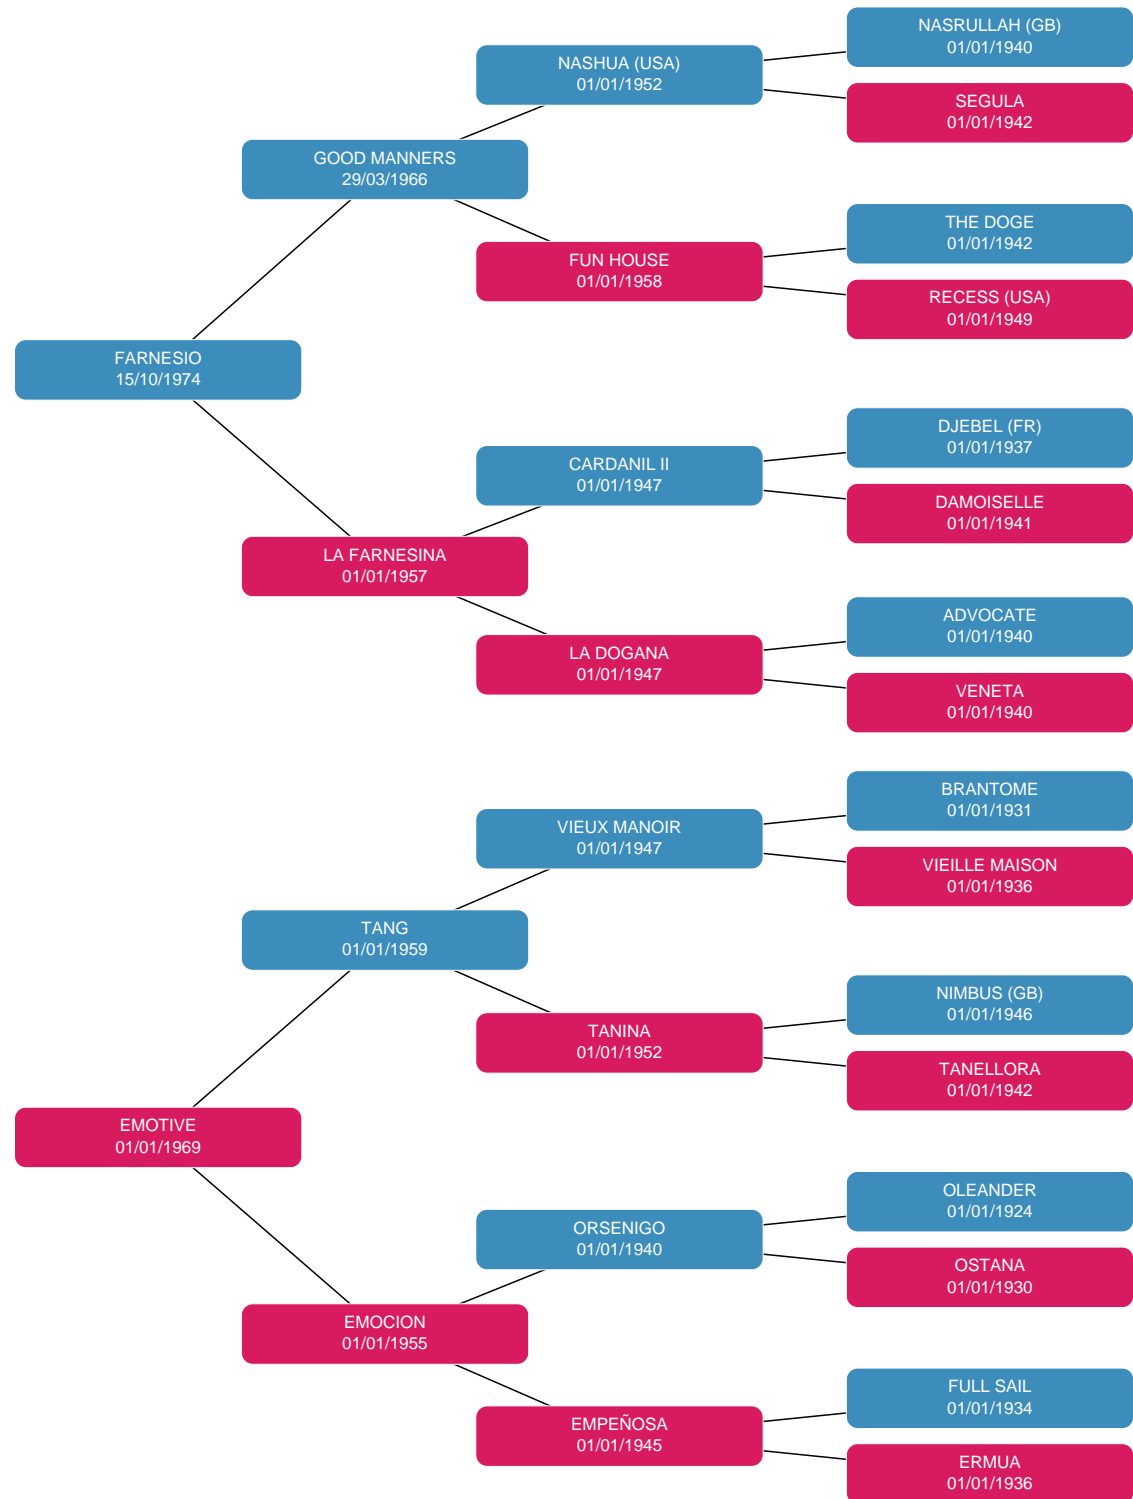 NASRULLAH (GB)
01/01/1940
NASHUA (USA)
01/01/1952
SEGULA
01/01/1942
GOOD MANNERS
29/03/1966
THE DOGE
01/01/1942
FUN HOUSE
01/01/1958
RECESS (USA)
01/01/1949
FARNESIO
15/10/1974
DJEBEL (FR)
01/01/1937
CARDANIL II
01/01/1947
DAMOISELLE
01/01/1941
LA FARNESINA
01/01/1957
ADVOCATE
01/01/1940
LA DOGANA
01/01/1947
VENETA
01/01/1940
BRANTOME
01/01/1931
VIEUX MANOIR
01/01/1947
VIEILLE MAISON
01/01/1936
TANG
01/01/1959
NIMBUS (GB)
01/01/1946
TANINA
01/01/1952
TANELLORA
01/01/1942
EMOTIVE
01/01/1969
OLEANDER
01/01/1924
ORSENIGO
01/01/1940
OSTANA
01/01/1930
EMOCION
01/01/1955
FULL SAIL
01/01/1934
EMPEÑOSA
01/01/1945
ERMUA
01/01/1936